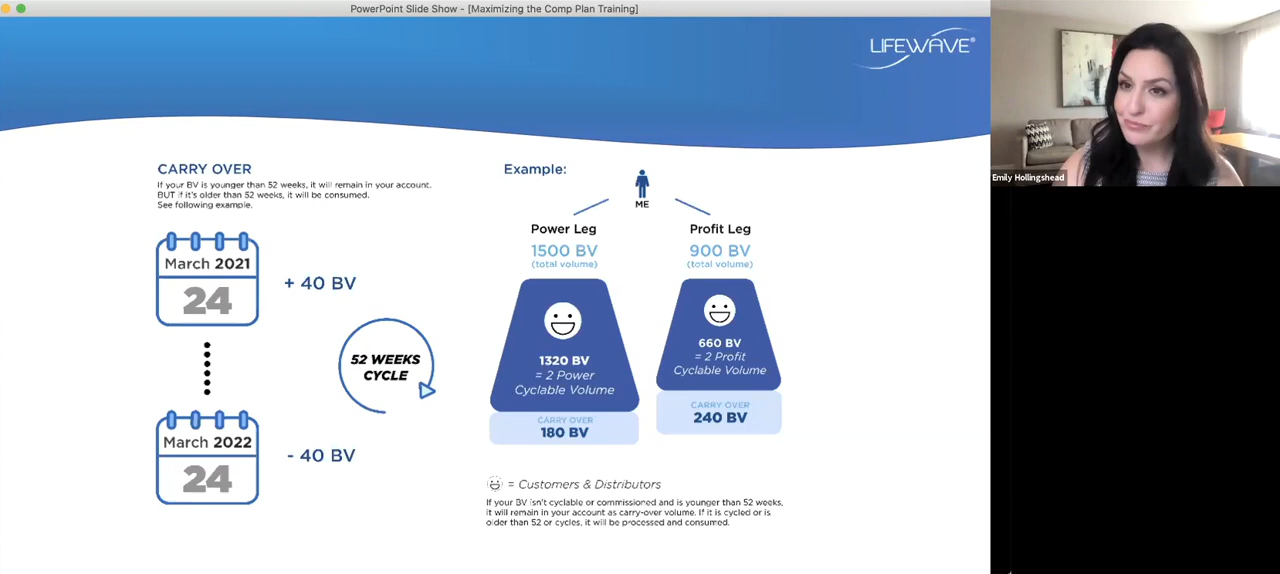 PowerPoint Slide Show - [Maximizing the Comp Plan Training]
LIFEWAVE®
CARRY OVER
If your BV is younger than 52 weeks, it will remain in your account.
BUT if it's older than 52 weeks, it will be consumed.
See following example.
March 2021
24
+ 40 BV
52 WEEKS
CYCLE
March 2022
24
- 40 BV
Example:
ME
Power Leg
1500 BV
(total volume)
1320 BV
= 2 Power
Cyclable Volume
CARRY OVER
180 BV
Profit Leg
900 BV
(total volume)
660 BV
= 2 Profit
Cyclable Volume
CARRY OVER
240 BV
= Customers & Distributors
If your BV isn't cyclable or commissioned and is younger than 52 weeks,
it will remain in your account as carry-over volume. If it is cycled or is
older than 52 or cycles, it will be processed and consumed.
Emily Hollingshead